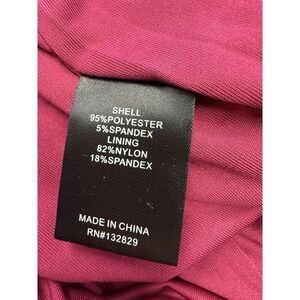 SHELL
95%POLYESTER
5%SPANDEX
LINING
82%NYLON
18%SPANDEX
MADE IN CHINA
RN#132829